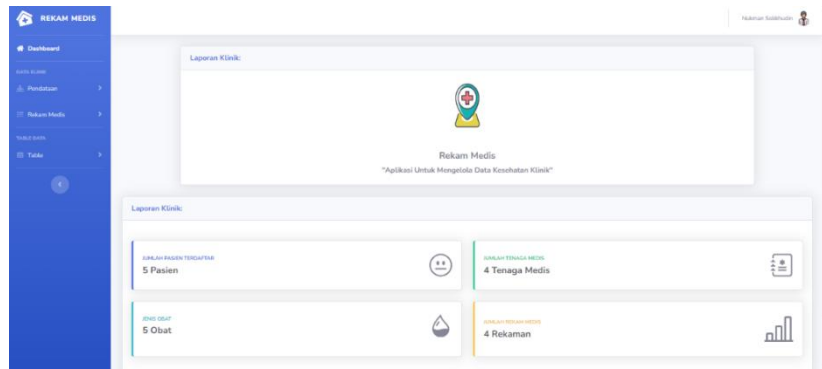 REKAM MEDIS
Dashboard
DATA KLINIK
Pendataan
Rekam Medis
TABLE DATA
Table
Laporan Klinik:
Rekam Medis
"Aplikasi Untuk Mengelola Data Kesehatan Klinik"
Laporan Klinik:
JUMLAH PASIEN TERDAFTAR
5 Pasien
JUMLAH TENAGA MEDIS
4 Tenaga Medis
JENIS OBAT
5 Obat
JUMLAH REKAM MEDIS
4 Rekaman